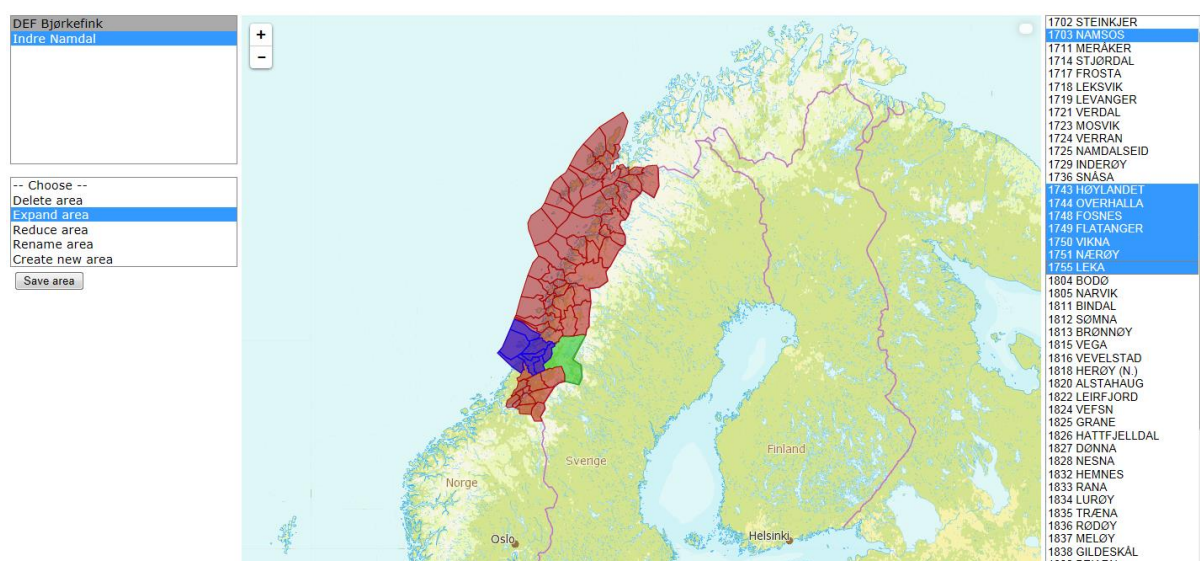 DEF Bjørkefink
Indre Namdal
-- Choose --
Delete area
Expand area
Reduce area
Rename area
Create new area
Save area
+
−
Norge
Sverige
Finland
Oslo
Helsinki
1702 STEINKJER
1703 NAMSOS
1711 MERÅKER
1714 STJØRDAL
1717 FROSTA
1718 LEKSVIK
1719 LEVANGER
1721 VERDAL
1723 MOSVIK
1724 VERRAN
1725 NAMDALSEID
1729 INDERØY
1736 SNÅSA
1743 HØYLANDET
1744 OVERHALLA
1748 FOSNES
1749 FLATANGER
1750 VIKNA
1751 NÆRØY
1755 LEKA
1804 BODØ
1805 NARVIK
1811 BINDAL
1812 SØMNA
1813 BRØNNØY
1815 VEGA
1816 VEVELSTAD
1818 HERØY (N.)
1820 ALSTAHAUG
1822 LEIRFJORD
1824 VEFSN
1825 GRANE
1826 HATTFJELLDAL
1827 DØNNA
1828 NESNA
1832 HEMNES
1833 RANA
1834 LURØY
1835 TRÆNA
1836 RØDØY
1837 MELØY
1838 GILDESKÅL